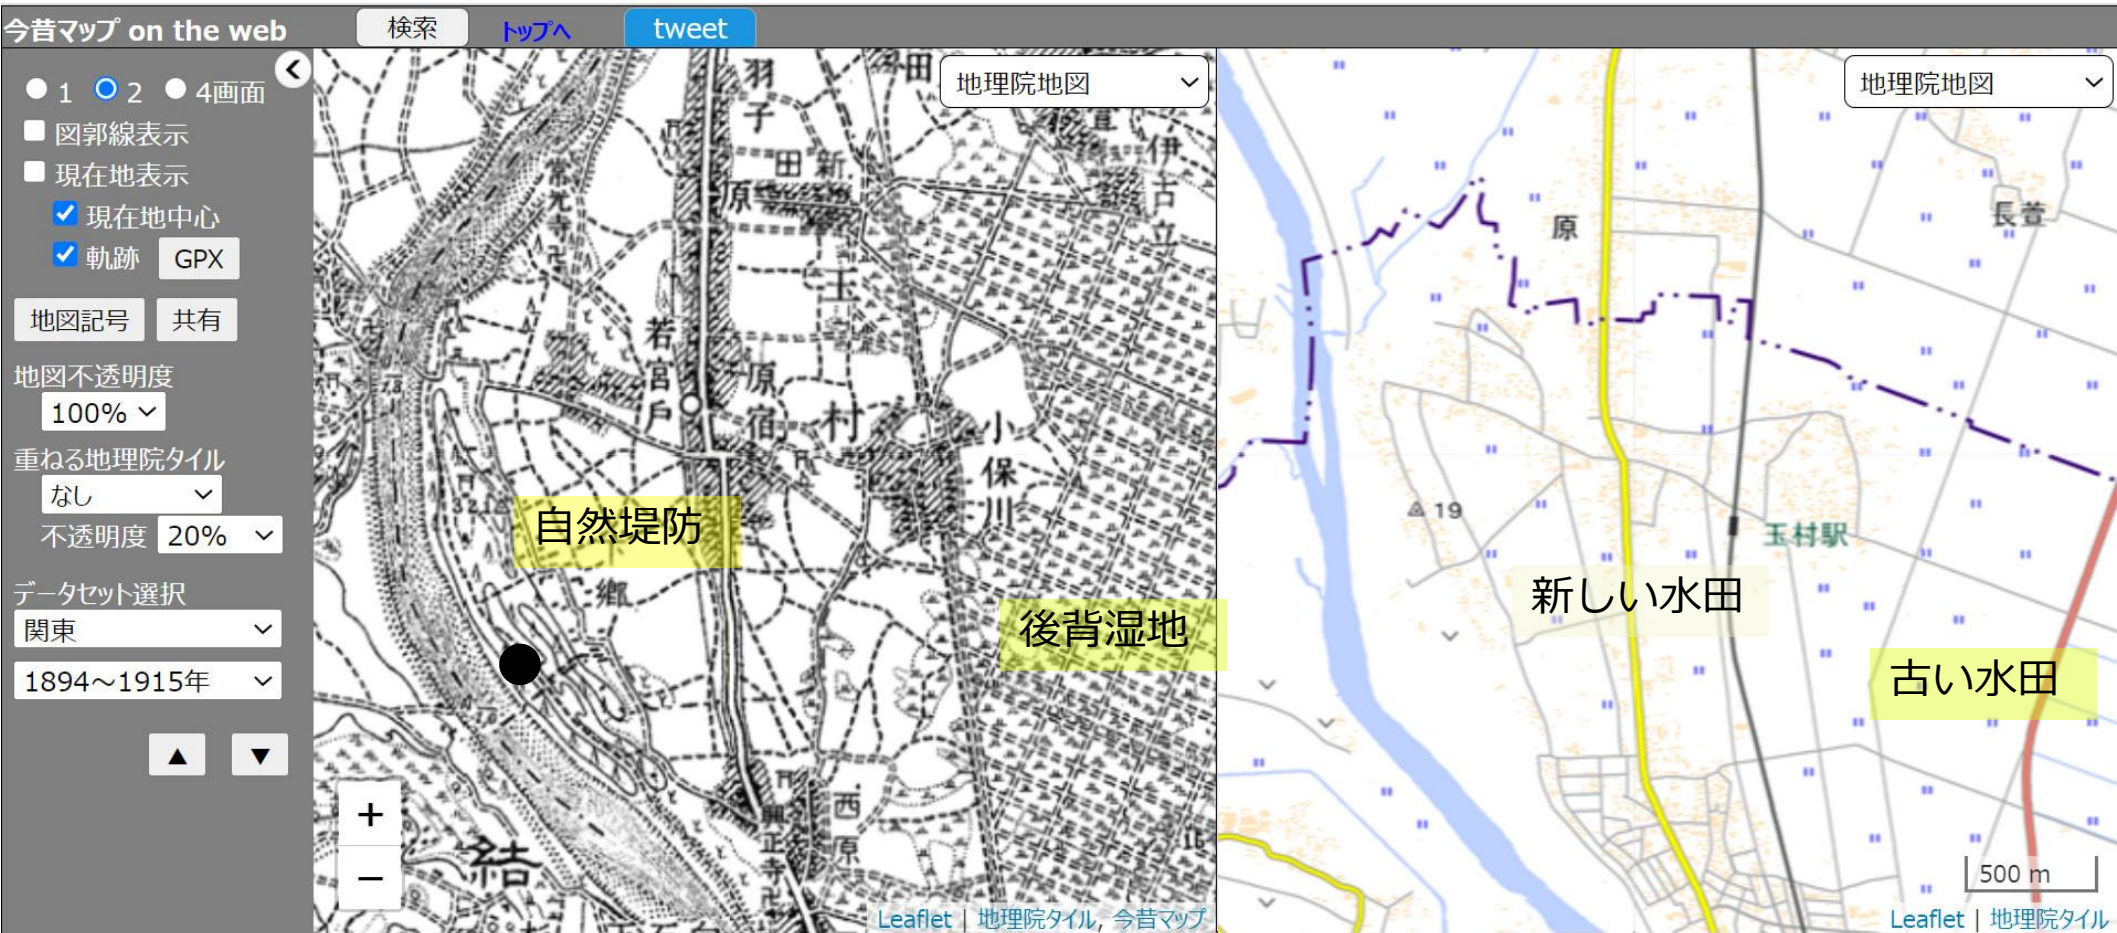 今昔マップ on the web
検索
トップへ
tweet
1
2
4画面
図郭線表示
現在地表示
現在地中心
軌跡
GPX
地図記号
共有
地図不透明度
100%
重ねる地理院タイル
なし
不透明度 20%
データセット選択
関東
1894～1915年
▲
▼
地理院地図
羽子
田
新田
原
伊古立
常光寺
玉
村
若宮戸
原宿
小保川
自然堤防
郷
後背湿地
西原
興正寺
結
+
−
Leaflet | 地理院タイル, 今昔マップ
地理院地図
原
長萱
19
玉村駅
新しい水田
古い水田
500 m
Leaflet | 地理院タイル